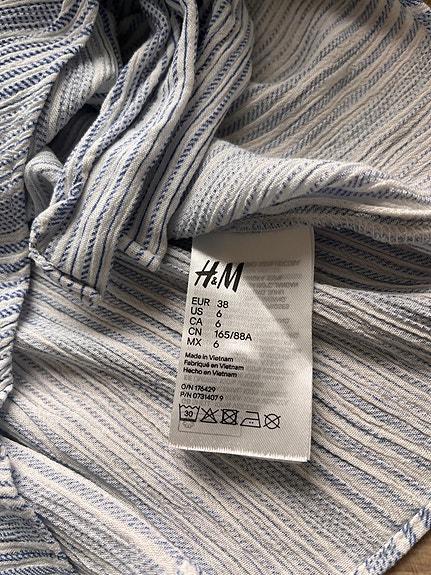 H&M
EUR 38
US 6
CA 6
CN 165/88A
MX 6
Made in Vietnam
Fabriqué en Vietnam
Hecho en Vietnam
O/N 176429
P/N 0731407 9
30